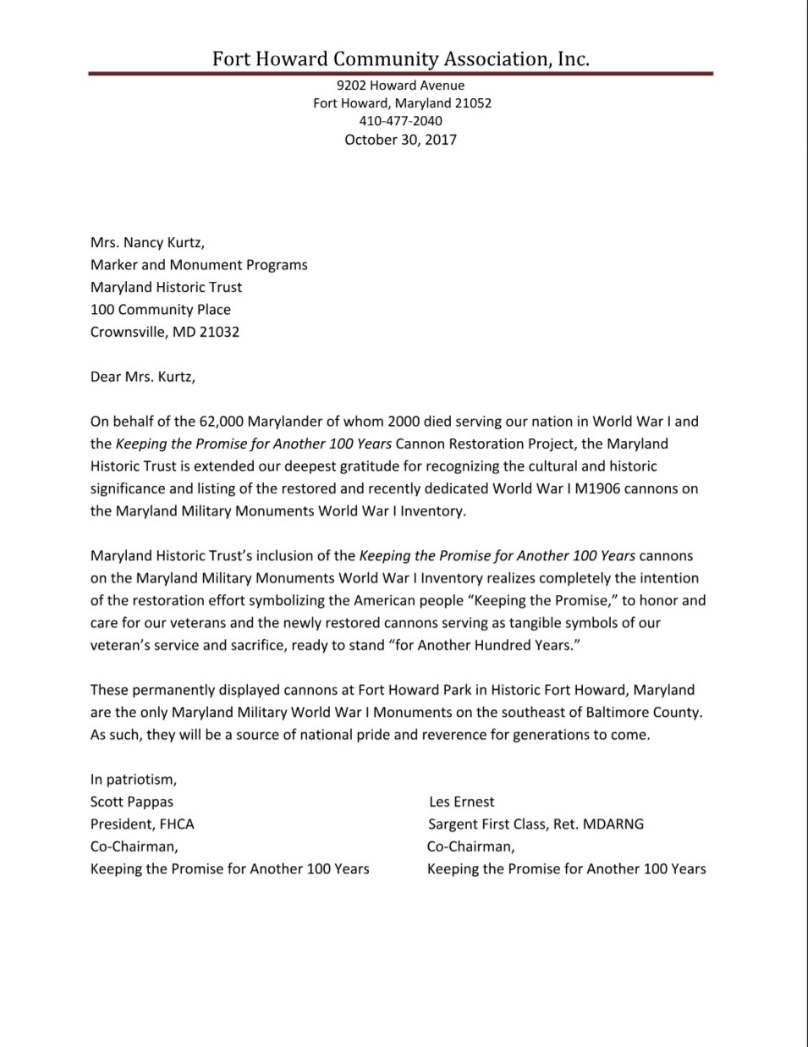 Fort Howard Community Association, Inc.
9202 Howard Avenue
Fort Howard, Maryland 21052
410-477-2040
October 30, 2017
Mrs. Nancy Kurtz,
Marker and Monument Programs
Maryland Historic Trust
100 Community Place
Crownsville, MD 21032
Dear Mrs. Kurtz,
On behalf of the 62,000 Marylander of whom 2000 died serving our nation in World War I and
the Keeping the Promise for Another 100 Years Cannon Restoration Project, the Maryland
Historic Trust is extended our deepest gratitude for recognizing the cultural and historic
significance and listing of the restored and recently dedicated World War I M1906 cannons on
the Maryland Military Monuments World War I Inventory.
Maryland Historic Trust’s inclusion of the Keeping the Promise for Another 100 Years cannons
on the Maryland Military Monuments World War I Inventory realizes completely the intention
of the restoration effort symbolizing the American people “Keeping the Promise,” to honor and
care for our veterans and the newly restored cannons serving as tangible symbols of our
veteran’s service and sacrifice, ready to stand “for Another Hundred Years.”
These permanently displayed cannons at Fort Howard Park in Historic Fort Howard, Maryland
are the only Maryland Military World War I Monuments on the southeast of Baltimore County.
As such, they will be a source of national pride and reverence for generations to come.
In patriotism,
Scott Pappas Les Ernest
President, FHCA Sargent First Class, Ret. MDARNG
Co-Chairman, Co-Chairman,
Keeping the Promise for Another 100 Years Keeping the Promise for Another 100 Years